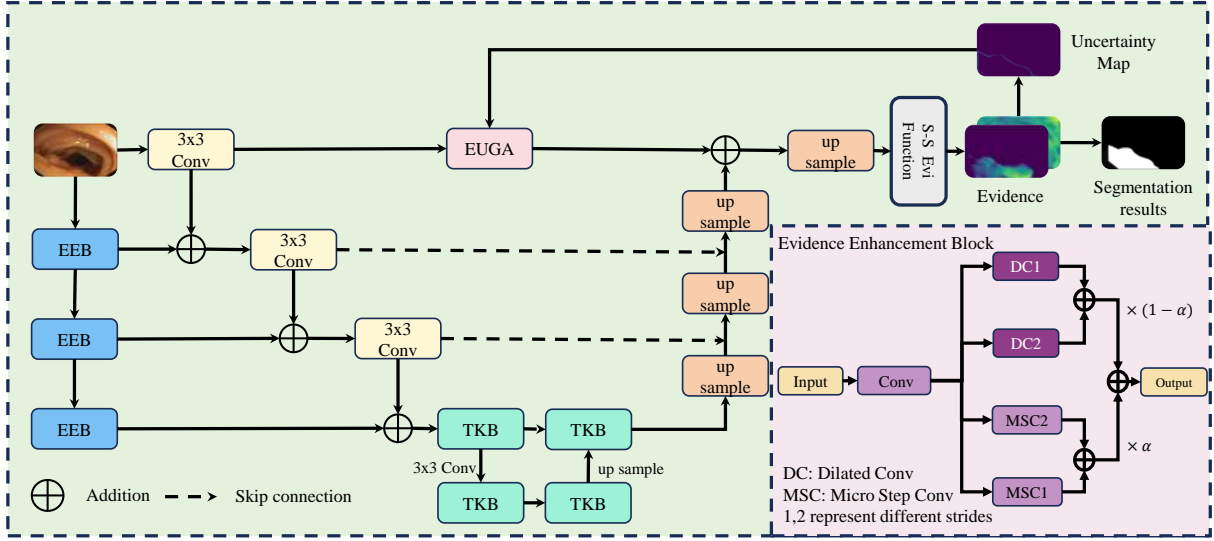 Uncertainty
Map
3x3
Conv
EUGA
up
sample
S-S Evi
Function
Evidence
Segmentation
results
up
sample
EEB
3x3
Conv
up
sample
EEB
3x3
Conv
up
sample
EEB
TKB
TKB
3x3 Conv
up sample
TKB
TKB
Addition
Skip connection
Evidence Enhancement Block
DC1
× (1 − α)
DC2
Input
Conv
Output
MSC2
× α
MSC1
DC: Dilated Conv
MSC: Micro Step Conv
1,2 represent different strides